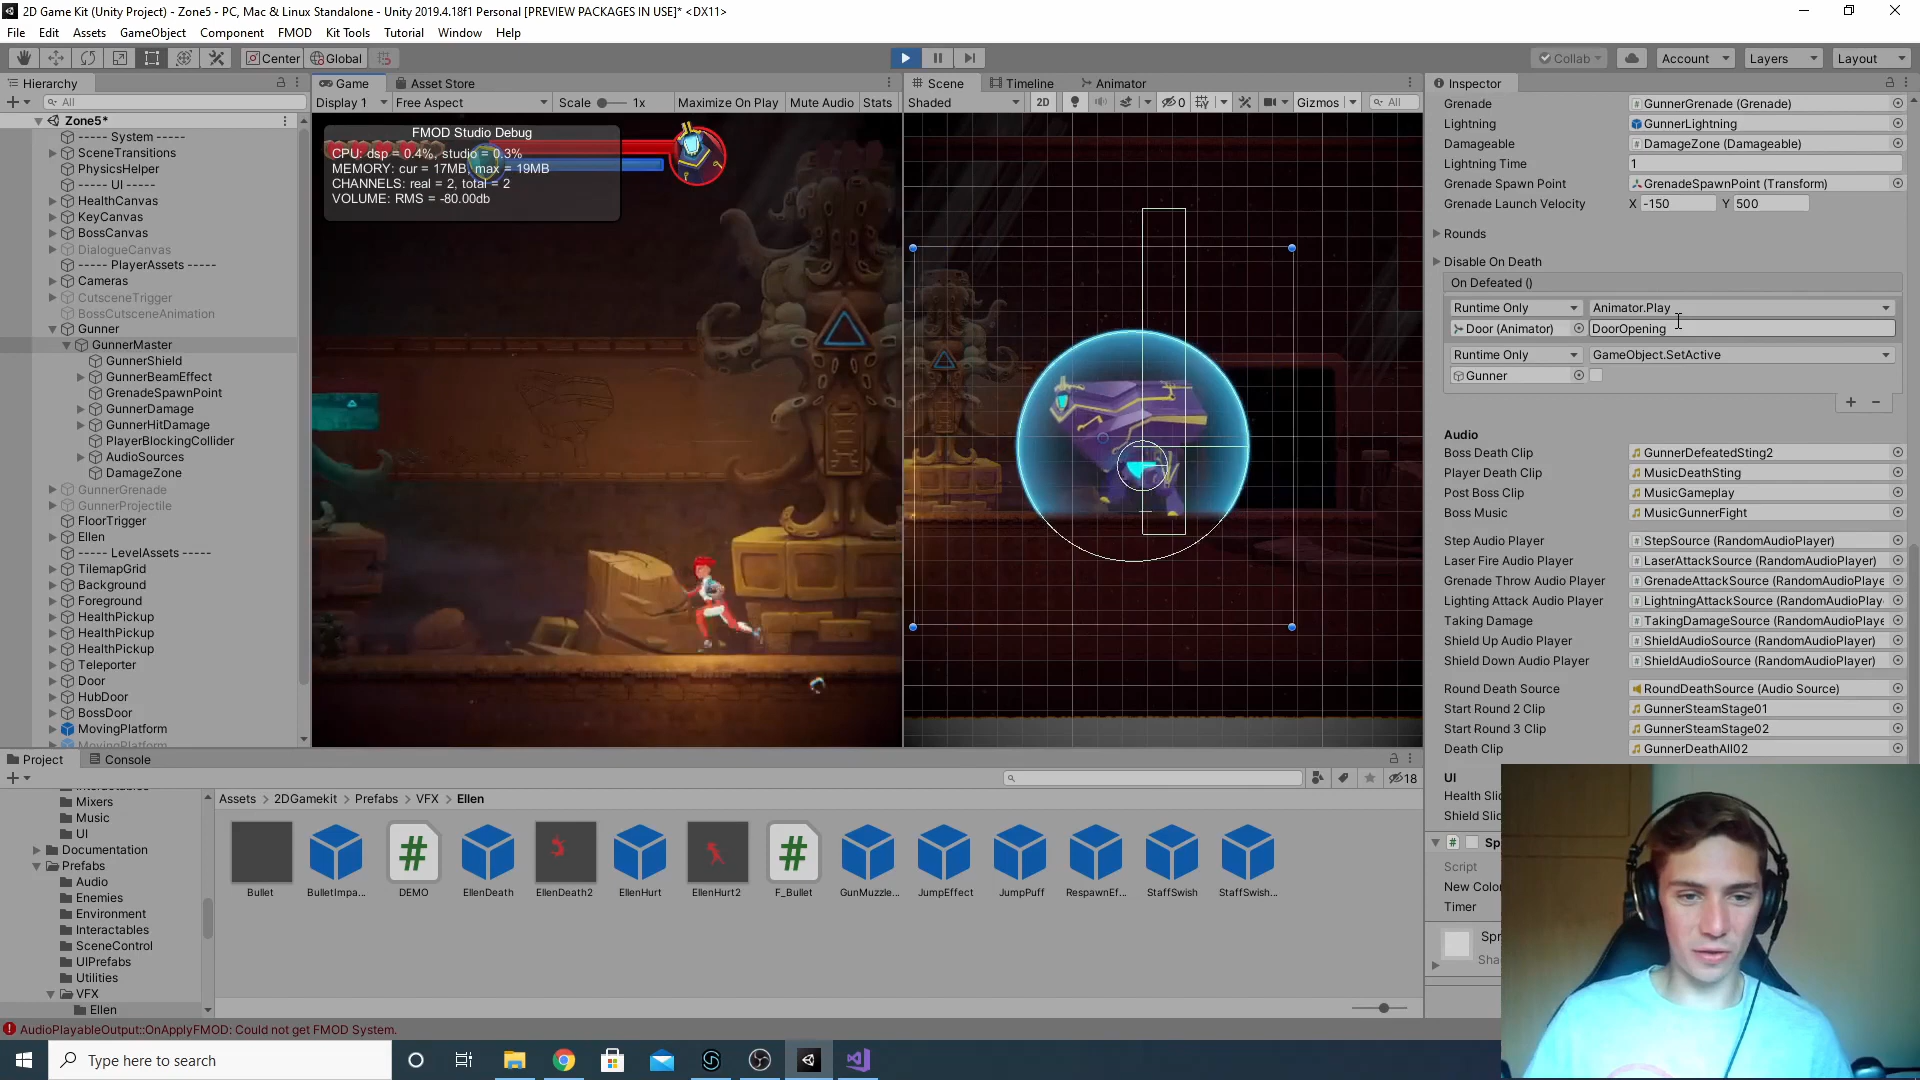 2D Game Kit (Unity Project) - Zone5 - PC, Mac & Linux Standalone - Unity 2019.4.18f1 Personal [PREVIEW PACKAGES IN USE]* <DX11>
File Edit Assets GameObject Component FMOD Kit Tools Tutorial Window Help
Center Global Collab Account Layers Layout
Hierarchy
All
Zone5*
----- System -----
SceneTransitions
PhysicsHelper
----- UI -----
HealthCanvas
KeyCanvas
BossCanvas
DialogueCanvas
----- PlayerAssets -----
Cameras
CutsceneTrigger
BossCutsceneAnimation
Gunner
GunnerMaster
GunnerShield
GunnerBeamEffect
GrenadeSpawnPoint
GunnerDamage
GunnerHitDamage
PlayerBlockingCollider
AudioSources
DamageZone
GunnerGrenade
GunnerProjectile
FloorTrigger
Ellen
----- LevelAssets -----
TilemapGrid
Background
Foreground
HealthPickup
HealthPickup
HealthPickup
Teleporter
Door
HubDoor
BossDoor
MovingPlatform
MovingPlatform
Game Asset Store
Display 1 Free Aspect Scale 1x Maximize On Play Mute Audio Stats
FMOD Studio Debug
CPU: dsp = 0.4%, studio = 0.3%
MEMORY: cur = 17MB, max = 19MB
CHANNELS: real = 2, total = 2
VOLUME: RMS = -80.00db
Scene Timeline Animator
Shaded 2D 0 Gizmos All
Inspector
Grenade GunnerGrenade (Grenade)
Lightning GunnerLightning
Damageable DamageZone (Damageable)
Lightning Time 1
Grenade Spawn Point GrenadeSpawnPoint (Transform)
Grenade Launch Velocity X -150 Y 500
Rounds
Disable On Death
On Defeated ()
Runtime Only Animator.Play
Door (Animator) DoorOpening
Runtime Only GameObject.SetActive
Gunner
Audio
Boss Death Clip GunnerDefeatedSting2
Player Death Clip MusicDeathSting
Post Boss Clip MusicGameplay
Boss Music MusicGunnerFight
Step Audio Player StepSource (RandomAudioPlayer)
Laser Fire Audio Player LaserAttackSource (RandomAudioPlayer)
Grenade Throw Audio Player GrenadeAttackSource (RandomAudioPlaye
Lighting Attack Audio Player LightningAttackSource (RandomAudioPlay
Taking Damage TakingDamageSource (RandomAudioPlaye
Shield Up Audio Player ShieldAudioSource (RandomAudioPlayer)
Shield Down Audio Player ShieldAudioSource (RandomAudioPlayer)
Round Death Source RoundDeathSource (Audio Source)
Start Round 2 Clip GunnerSteamStage01
Start Round 3 Clip GunnerSteamStage02
Death Clip GunnerDeathAll02
UI
Health Slid
Shield Slid
Sp
Script
New Color
Timer
Spr
Sha
Project Console
18
Mixers
Music
UI
Documentation
Prefabs
Audio
Enemies
Environment
Interactables
SceneControl
UIPrefabs
Utilities
VFX
Ellen
Assets > 2DGamekit > Prefabs > VFX > Ellen
Bullet BulletImpa... DEMO EllenDeath EllenDeath2 EllenHurt EllenHurt2 F_Bullet GunMuzzle... JumpEffect JumpPuff RespawnEf... StaffSwish StaffSwish...
AudioPlayableOutput::OnApplyFMOD: Could not get FMOD System.
Type here to search